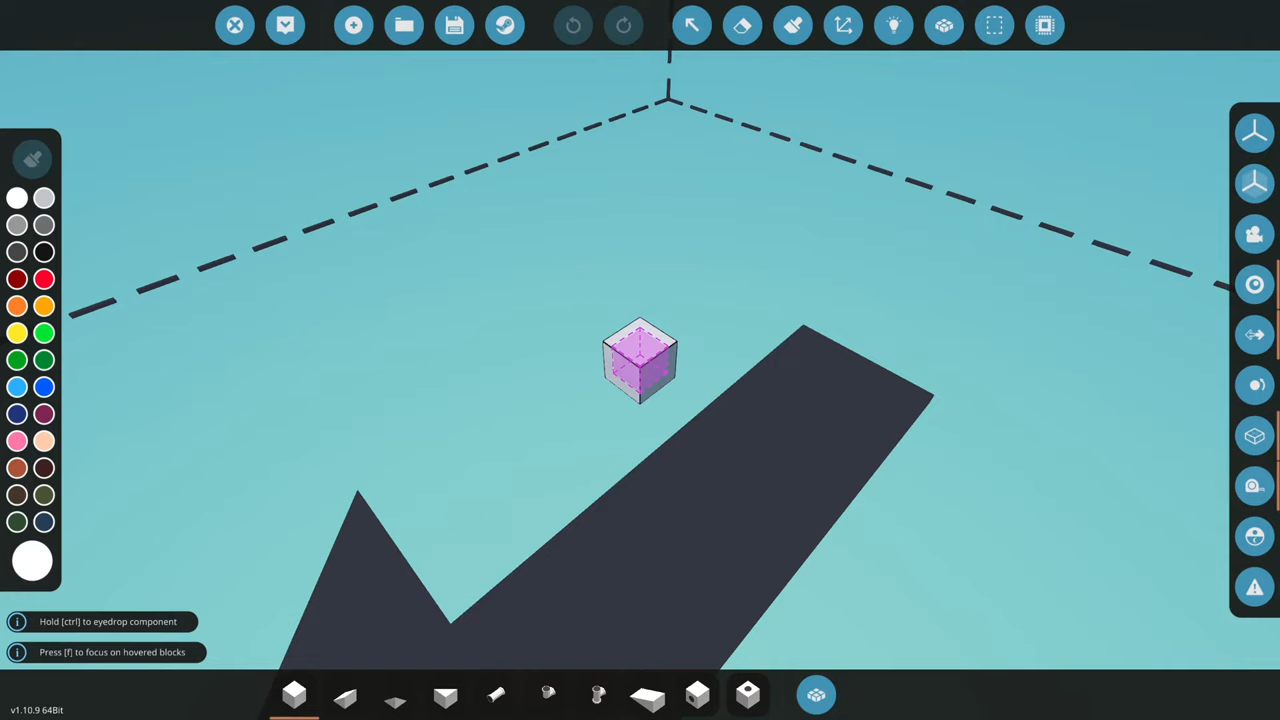 Hold [ctrl] to eyedrop component
Press [f] to focus on hovered blocks
v1.10.9 64Bit